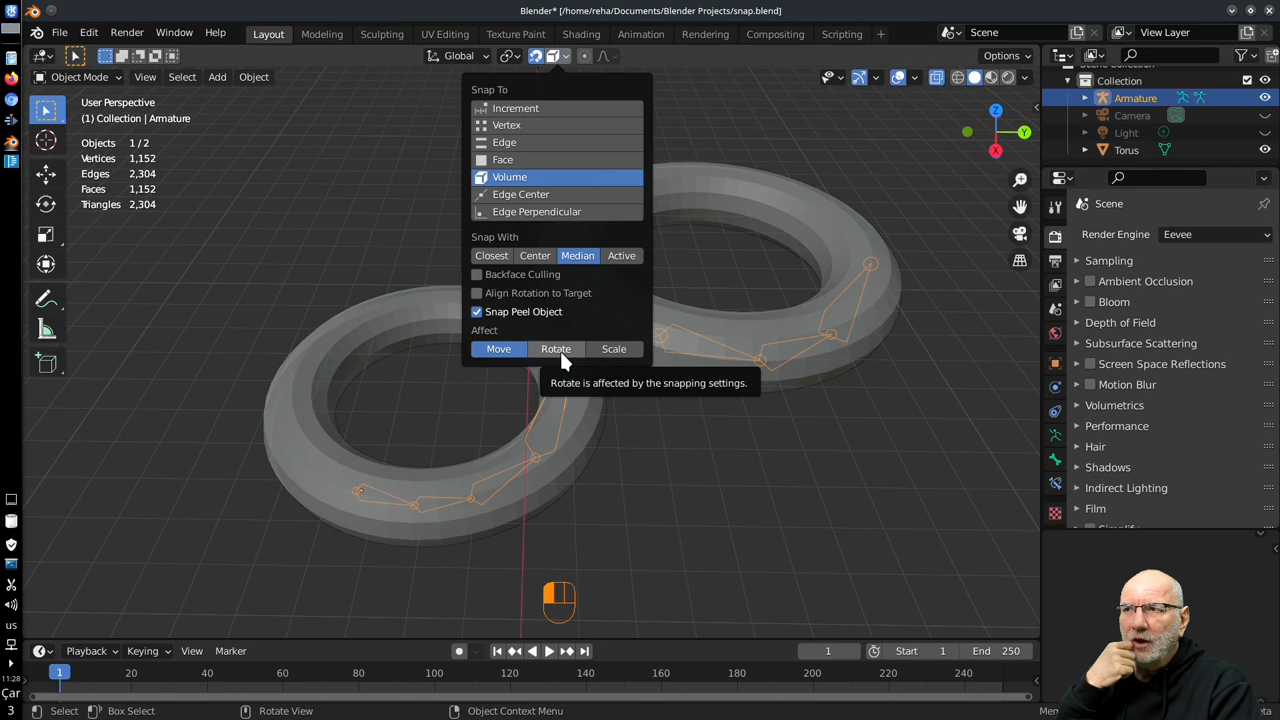 Blender* [/home/reha/Documents/Blender Projects/snap.blend]
File Edit Render Window Help
Layout Modeling Sculpting UV Editing Texture Paint Shading Animation Rendering Compositing Scripting +
Scene
View Layer
Global
Options
Object Mode View Select Add Object
User Perspective
(1) Collection | Armature
Objects 1 / 2
Vertices 1,152
Edges 2,304
Faces 1,152
Triangles 2,304
Snap To
Increment
Vertex
Edge
Face
Volume
Edge Center
Edge Perpendicular
Snap With
Closest Center Median Active
Backface Culling
Align Rotation to Target
Snap Peel Object
Affect
Move Rotate Scale
Rotate is affected by the snapping settings.
Z
Y
X
Collection
Armature
Camera
Light
Torus
Scene
Render Engine Eevee
Sampling
Ambient Occlusion
Bloom
Depth of Field
Subsurface Scattering
Screen Space Reflections
Motion Blur
Volumetrics
Performance
Hair
Shadows
Indirect Lighting
Film
us
11:28
Çar
3
Playback Keying View Marker
1
Start 1
End 250
1 20 40 60 80 100 120 140 160 180 200 220 240
Select Box Select Rotate View Object Context Menu